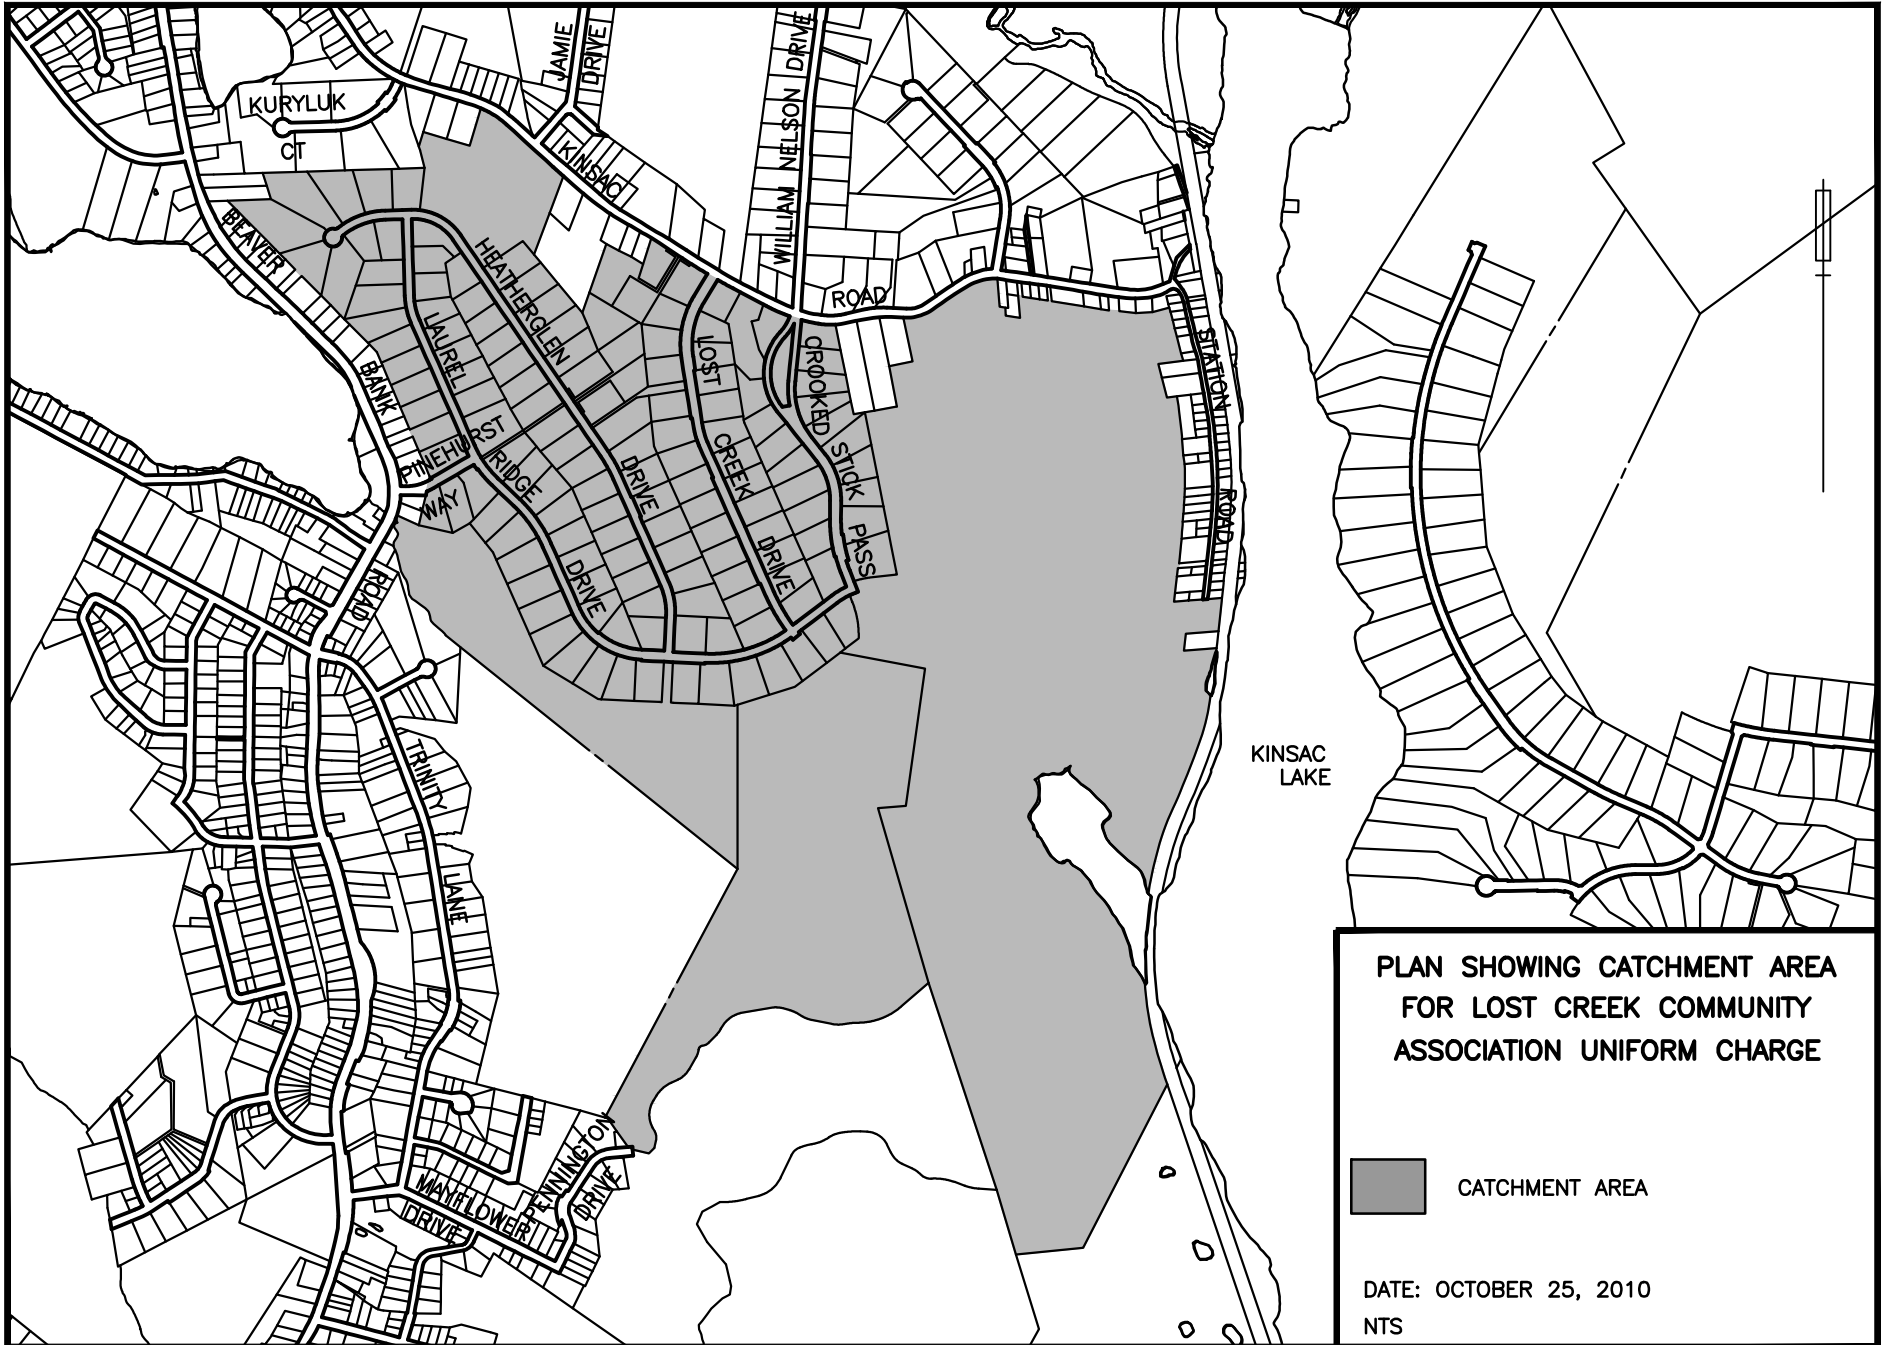 JAMIE
DRIVE
WILLIAM NELSON DRIVE
KURYLUK
CT
KINSAC
ROAD
BEAVER
BANK
ROAD
HEATHERGLEN
DRIVE
LAUREL
RIDGE
DRIVE
PINEHURST
WAY
LOST
CREEK
DRIVE
CROOKED
STICK
PASS
STATION
ROAD
KINSAC
LAKE
TRINITY
LANE
MAYFLOWER
DRIVE
PENNINGTON
DRIVE
PLAN SHOWING CATCHMENT AREA
FOR LOST CREEK COMMUNITY
ASSOCIATION UNIFORM CHARGE
CATCHMENT AREA
DATE: OCTOBER 25, 2010
NTS